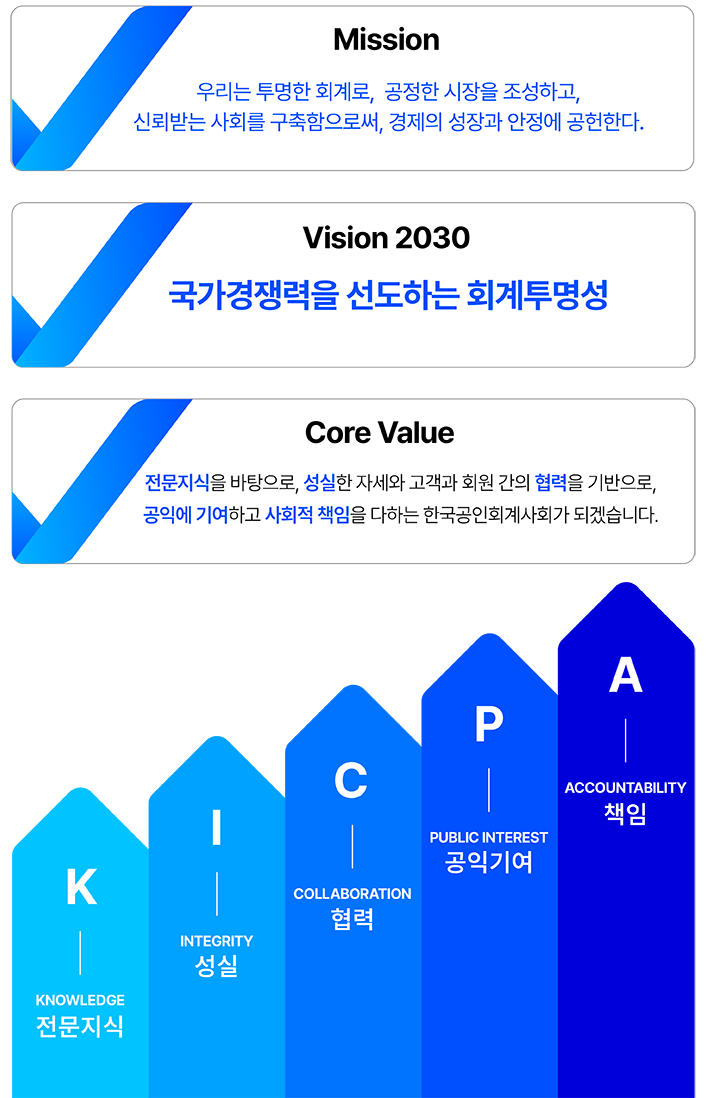 Mission
우리는 투명한 회계로, 공정한 시장을 조성하고,
신뢰받는 사회를 구축함으로써, 경제의 성장과 안정에 공헌한다.
Vision 2030
국가경쟁력을 선도하는 회계투명성
Core Value
전문지식을 바탕으로, 성실한 자세와 고객과 회원 간의 협력을 기반으로,
공익에 기여하고 사회적 책임을 다하는 한국공인회계사회가 되겠습니다.
K
KNOWLEDGE
전문지식
I
INTEGRITY
성실
C
COLLABORATION
협력
P
PUBLIC INTEREST
공익기여
A
ACCOUNTABILITY
책임